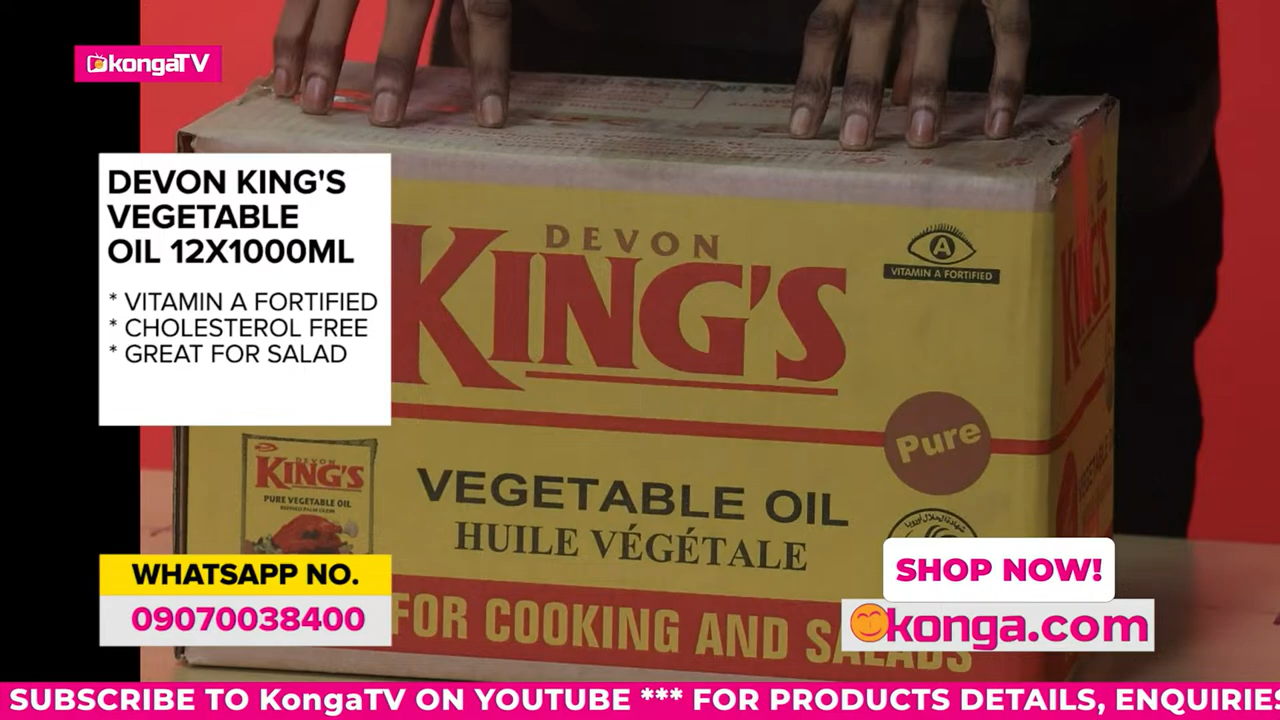 kongaTV
DEVON KING'S
VEGETABLE
OIL 12X1000ML
* VITAMIN A FORTIFIED
* CHOLESTEROL FREE
* GREAT FOR SALAD
DEVON
KING'S
A
VITAMIN A FORTIFIED
Pure
VEGETABLE OIL
HUILE VÉGÉTALE
DEVON
KING'S
PURE VEGETABLE OIL
FOR COOKING AND SALADS
KING'S
WHATSAPP NO.
09070038400
SHOP NOW!
konga.com
SUBSCRIBE TO KongaTV ON YOUTUBE *** FOR PRODUCTS DETAILS, ENQUIRIES